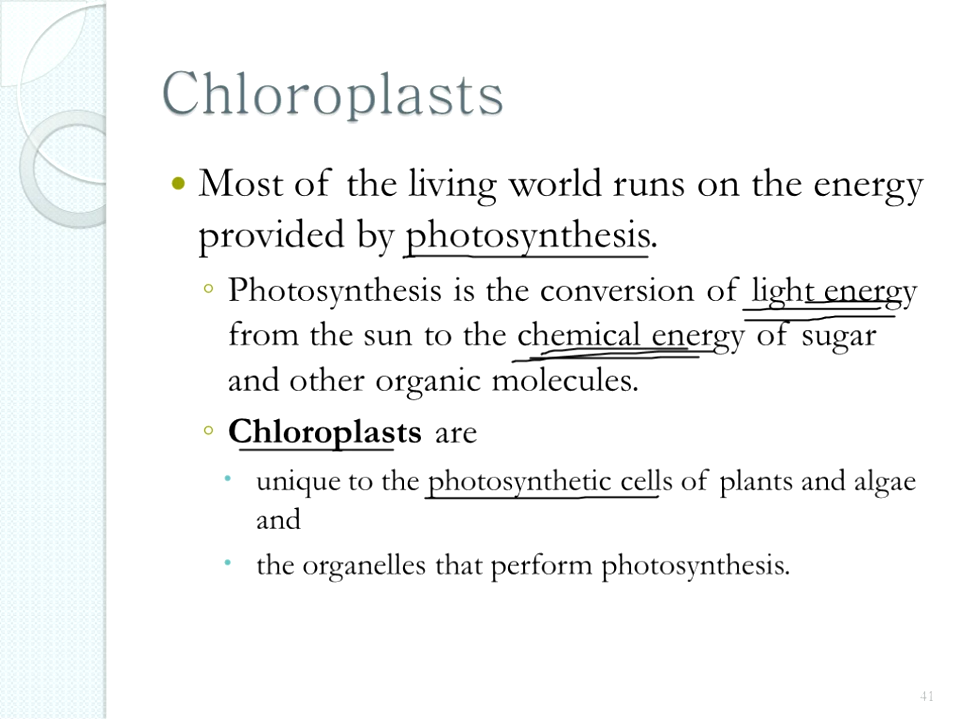 Chloroplasts
• Most of the living world runs on the energy
provided by photosynthesis.
◦ Photosynthesis is the conversion of light energy
from the sun to the chemical energy of sugar
and other organic molecules.
◦ Chloroplasts are
• unique to the photosynthetic cells of plants and algae
and
• the organelles that perform photosynthesis.
41